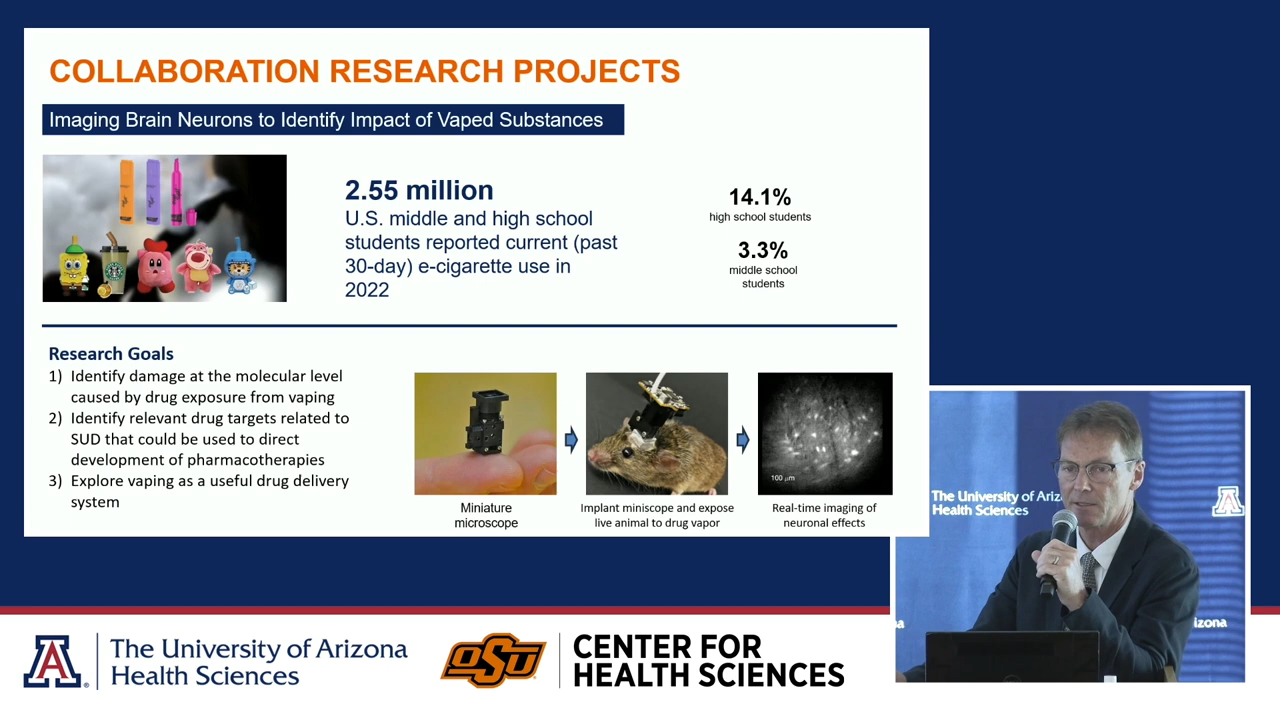 COLLABORATION RESEARCH PROJECTS
Imaging Brain Neurons to Identify Impact of Vaped Substances
2.55 million
U.S. middle and high school
students reported current (past
30-day) e-cigarette use in
2022
14.1%
high school students
3.3%
middle school
students
Research Goals
1) Identify damage at the molecular level
caused by drug exposure from vaping
2) Identify relevant drug targets related to
SUD that could be used to direct
development of pharmacotherapies
3) Explore vaping as a useful drug delivery
system
Miniature
microscope
Implant miniscope and expose
live animal to drug vapor
100 μm
Real-time imaging of
neuronal effects
The University of Ariz
Health Sciences
A
izona
A
The University of Arizona
Health Sciences
OSU
CENTER FOR
HEALTH SCIENCES